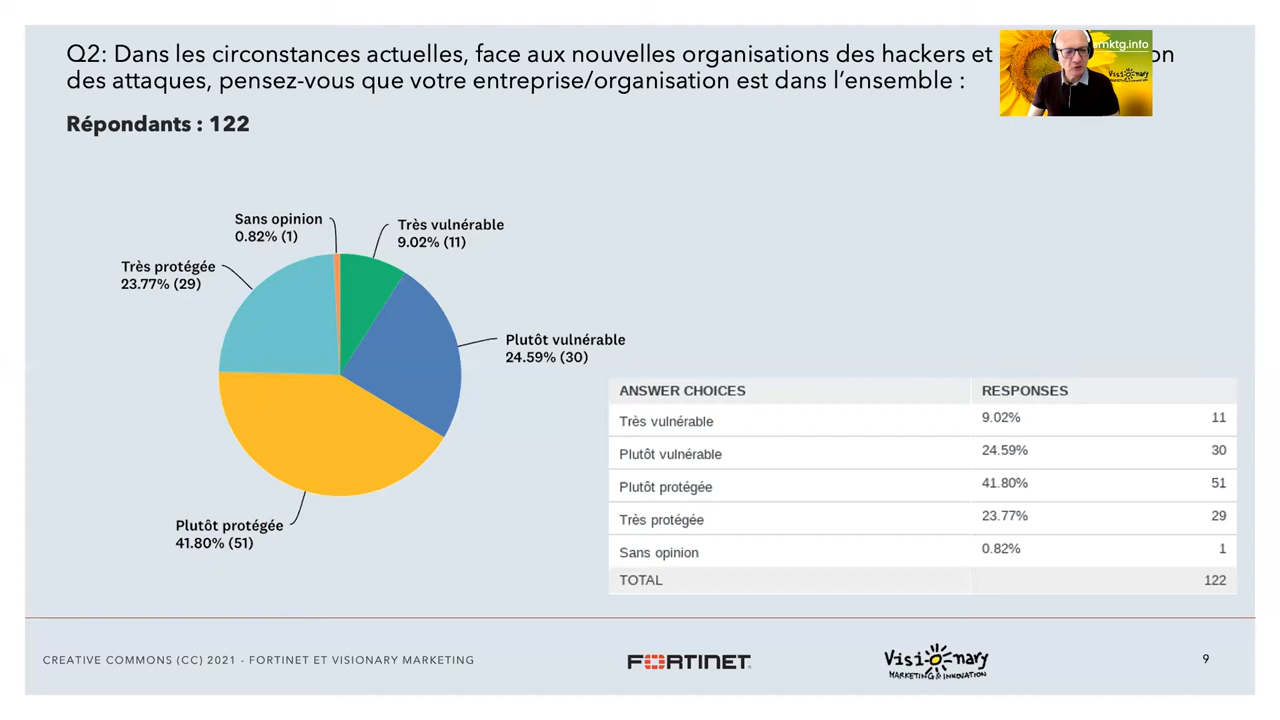 Q2: Dans les circonstances actuelles, face aux nouvelles organisations des hackers et on
des attaques, pensez-vous que votre entreprise/organisation est dans l'ensemble :
mktg.info
Visionary
Répondants : 122
Sans opinion
0.82% (1)
Très vulnérable
9.02% (11)
Très protégée
23.77% (29)
Plutôt vulnérable
24.59% (30)
Plutôt protégée
41.80% (51)
ANSWER CHOICES RESPONSES
Très vulnérable 9.02% 11
Plutôt vulnérable 24.59% 30
Plutôt protégée 41.80% 51
Très protégée 23.77% 29
Sans opinion 0.82% 1
TOTAL 122
CREATIVE COMMONS (CC) 2021 - FORTINET ET VISIONARY MARKETING
FORTINET
Visionary
MARKETING & INNOVATION
9